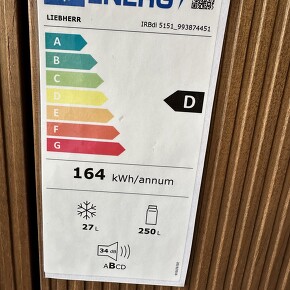 ENERG
LIEBHERR
IRBdi 5151_993874451
A
B
C
D
E
F
G
D
164 kWh/annum
27 L
250 L
34 dB
ABCD